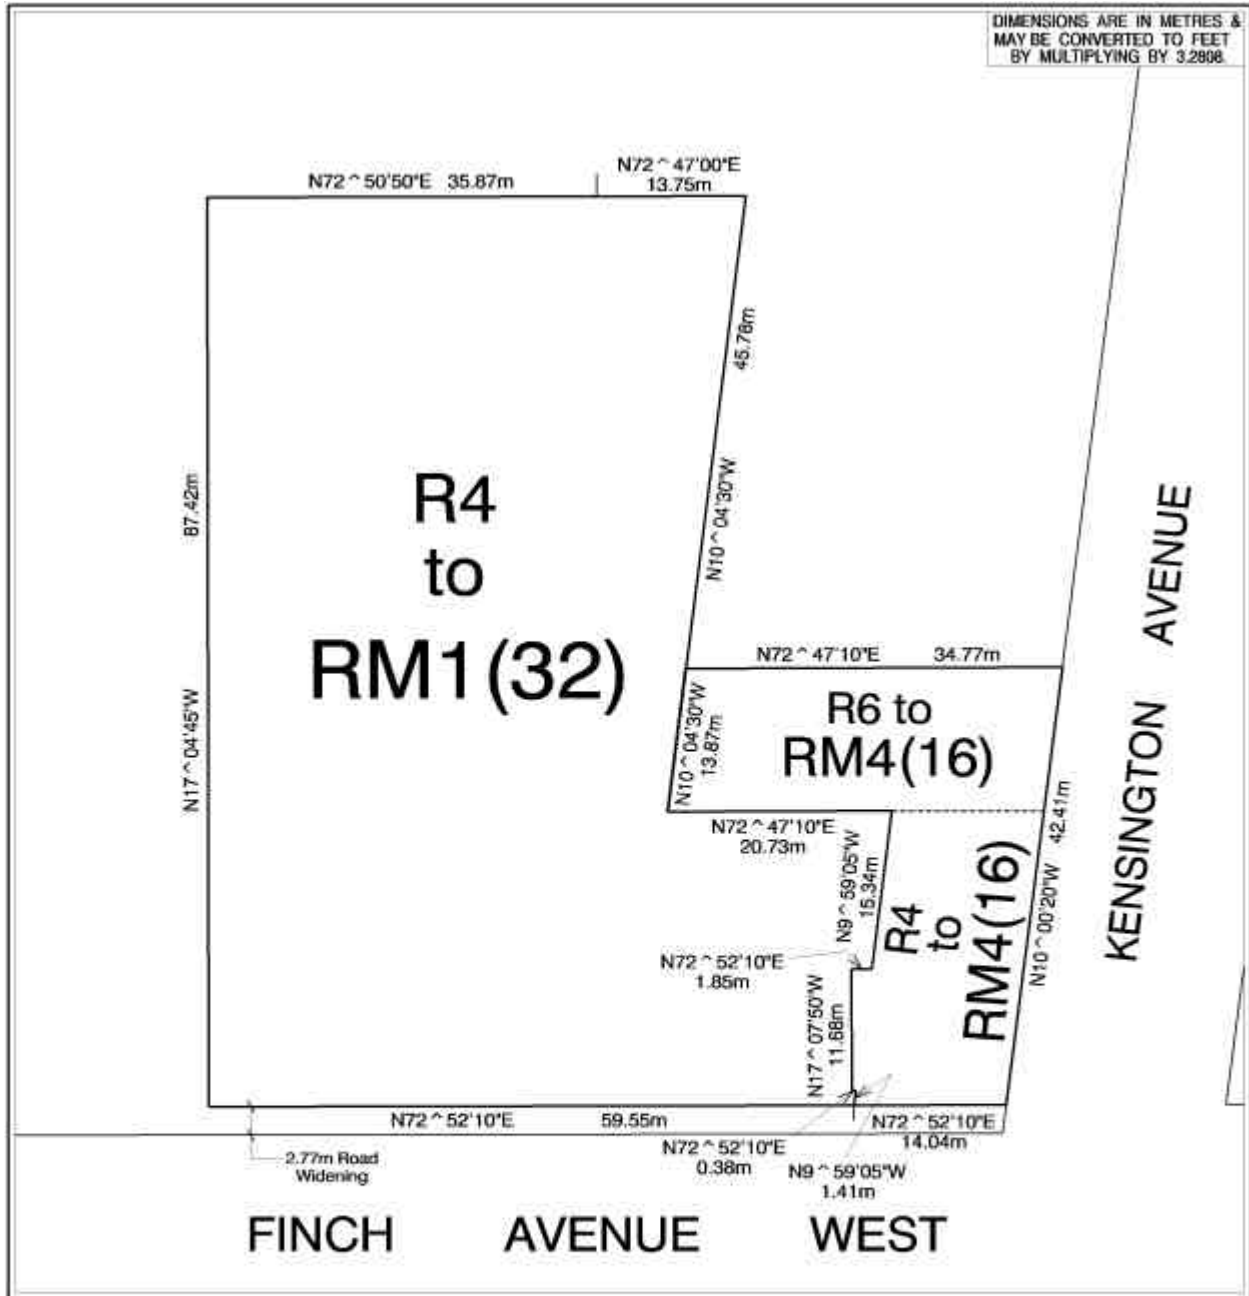 DIMENSIONS ARE IN METRES &
MAY BE CONVERTED TO FEET
BY MULTIPLYING BY 3.2808.
N72^50'50"E 35.87m
N72^47'00"E
13.75m
45.78m
N10^04'30"W
87.42m
N17^04'45"W
R4
to
RM1(32)
N72^47'10"E 34.77m
N10^04'30"W
13.87m
R6 to
RM4(16)
N72^47'10"E
20.73m
N9^59'05"W
15.34m
R4
to
RM4(16)
N10^00'20"W 42.41m
KENSINGTON AVENUE
N72^52'10"E
1.85m
N17^07'50"W
11.68m
N72^52'10"E 59.55m
N72^52'10"E
14.04m
N72^52'10"E
0.38m
N9^59'05"W
1.41m
2.77m Road
Widening
FINCH AVENUE WEST